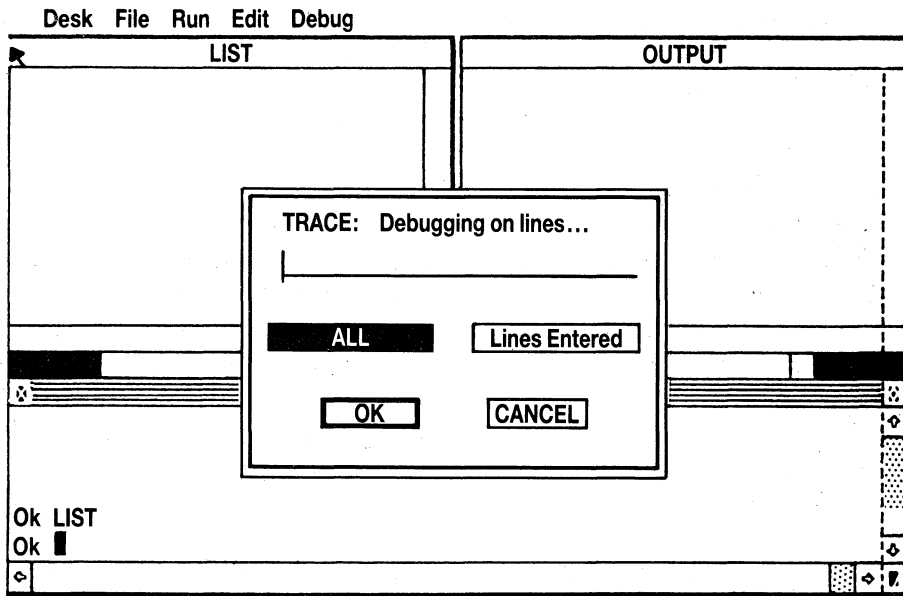 Desk File Run Edit Debug
LIST
OUTPUT
TRACE: Debugging on lines...
ALL
Lines Entered
OK
CANCEL
Ok LIST
Ok